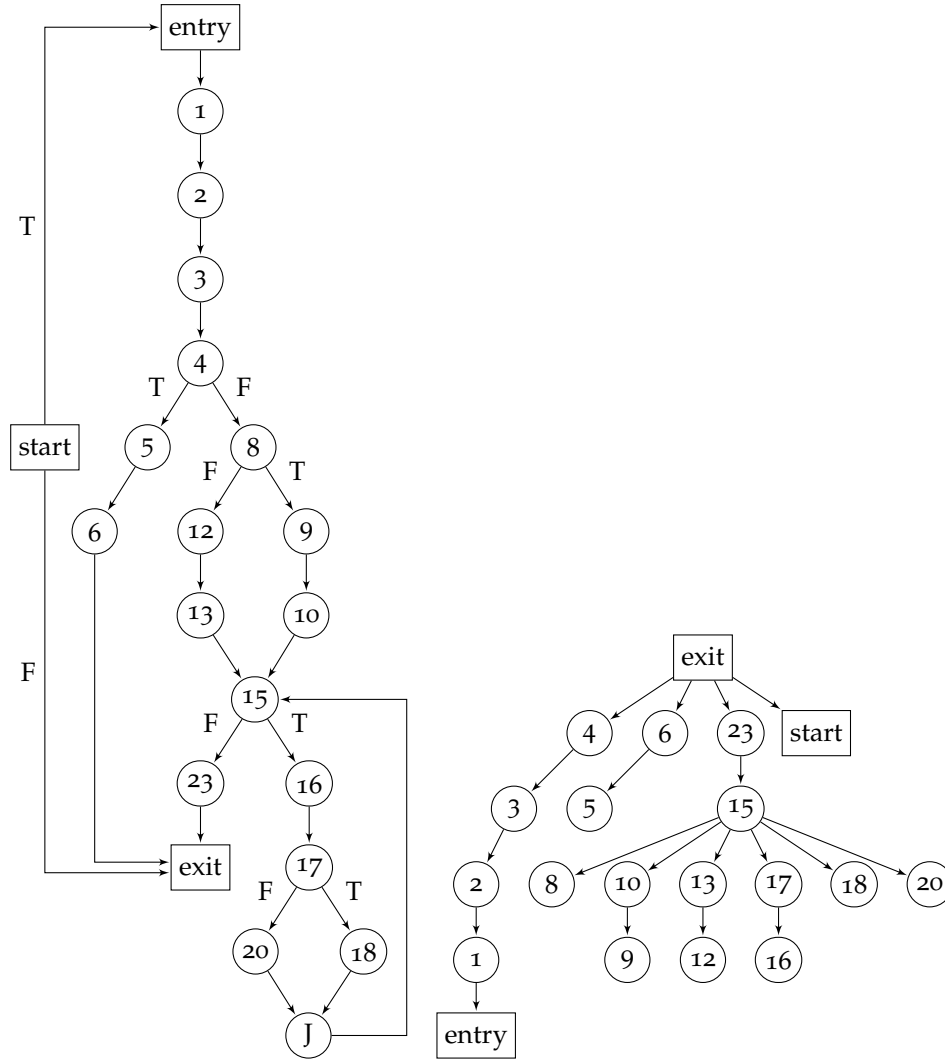 entry
1
T
2
3
4
T F
start 5 8
F T
6 12 9
13 10
F exit
15
F T 4 6 23 start
23 16
3 5 15
exit 17
F T 2 8 10 13 17 18 20
20 18 1 9 12 16
J entry